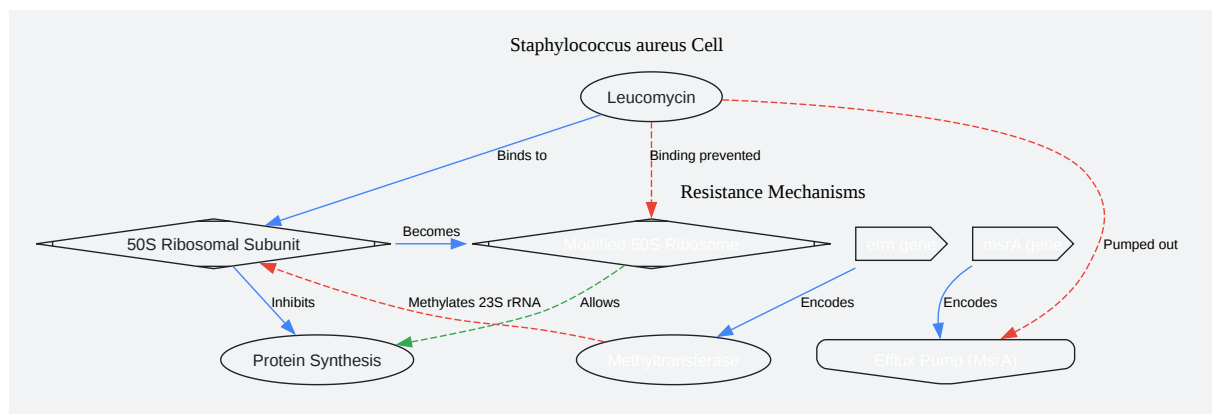 Staphylococcus aureus Cell
Leucomycin
Binds to
Binding prevented
Resistance Mechanisms
50S Ribosomal Subunit
Becomes
Modified 50S Ribosome
erm gene
msrA gene
Pumped out
Inhibits
Methylates 23S rRNA
Allows
Encodes
Encodes
Protein Synthesis
Methyltransferase
Efflux Pump (MsrA)